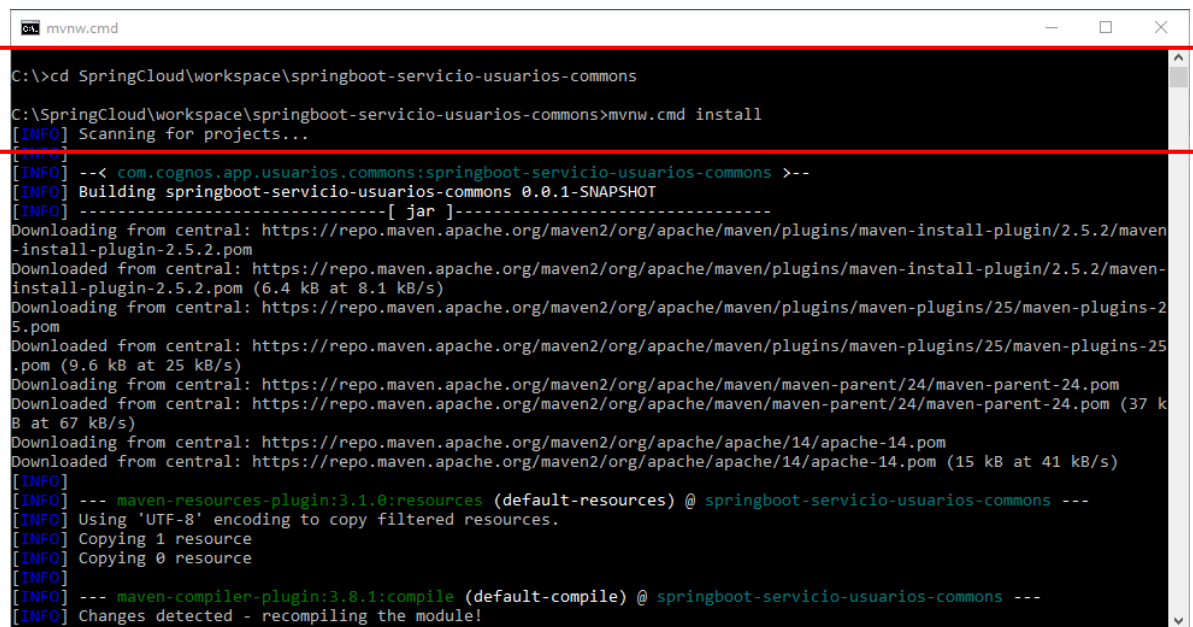 mvnw.cmd
C:\>cd SpringCloud\workspace\springboot-servicio-usuarios-commons
C:\SpringCloud\workspace\springboot-servicio-usuarios-commons>mvnw.cmd install
[INFO] Scanning for projects...
[INFO]
[INFO] --< com.cognos.app.usuarios.commons:springboot-servicio-usuarios-commons >--
[INFO] Building springboot-servicio-usuarios-commons 0.0.1-SNAPSHOT
[INFO] --------------------------------[ jar ]---------------------------------
Downloading from central: https://repo.maven.apache.org/maven2/org/apache/maven/plugins/maven-install-plugin/2.5.2/maven
-install-plugin-2.5.2.pom
Downloaded from central: https://repo.maven.apache.org/maven2/org/apache/maven/plugins/maven-install-plugin/2.5.2/maven-
install-plugin-2.5.2.pom (6.4 kB at 8.1 kB/s)
Downloading from central: https://repo.maven.apache.org/maven2/org/apache/maven/plugins/maven-plugins/25/maven-plugins-2
5.pom
Downloaded from central: https://repo.maven.apache.org/maven2/org/apache/maven/plugins/maven-plugins/25/maven-plugins-25
.pom (9.6 kB at 25 kB/s)
Downloading from central: https://repo.maven.apache.org/maven2/org/apache/maven/maven-parent/24/maven-parent-24.pom
Downloaded from central: https://repo.maven.apache.org/maven2/org/apache/maven/maven-parent/24/maven-parent-24.pom (37 k
B at 67 kB/s)
Downloading from central: https://repo.maven.apache.org/maven2/org/apache/apache/14/apache-14.pom
Downloaded from central: https://repo.maven.apache.org/maven2/org/apache/apache/14/apache-14.pom (15 kB at 41 kB/s)
[INFO]
[INFO] --- maven-resources-plugin:3.1.0:resources (default-resources) @ springboot-servicio-usuarios-commons ---
[INFO] Using 'UTF-8' encoding to copy filtered resources.
[INFO] Copying 1 resource
[INFO] Copying 0 resource
[INFO]
[INFO] --- maven-compiler-plugin:3.8.1:compile (default-compile) @ springboot-servicio-usuarios-commons ---
[INFO] Changes detected - recompiling the module!